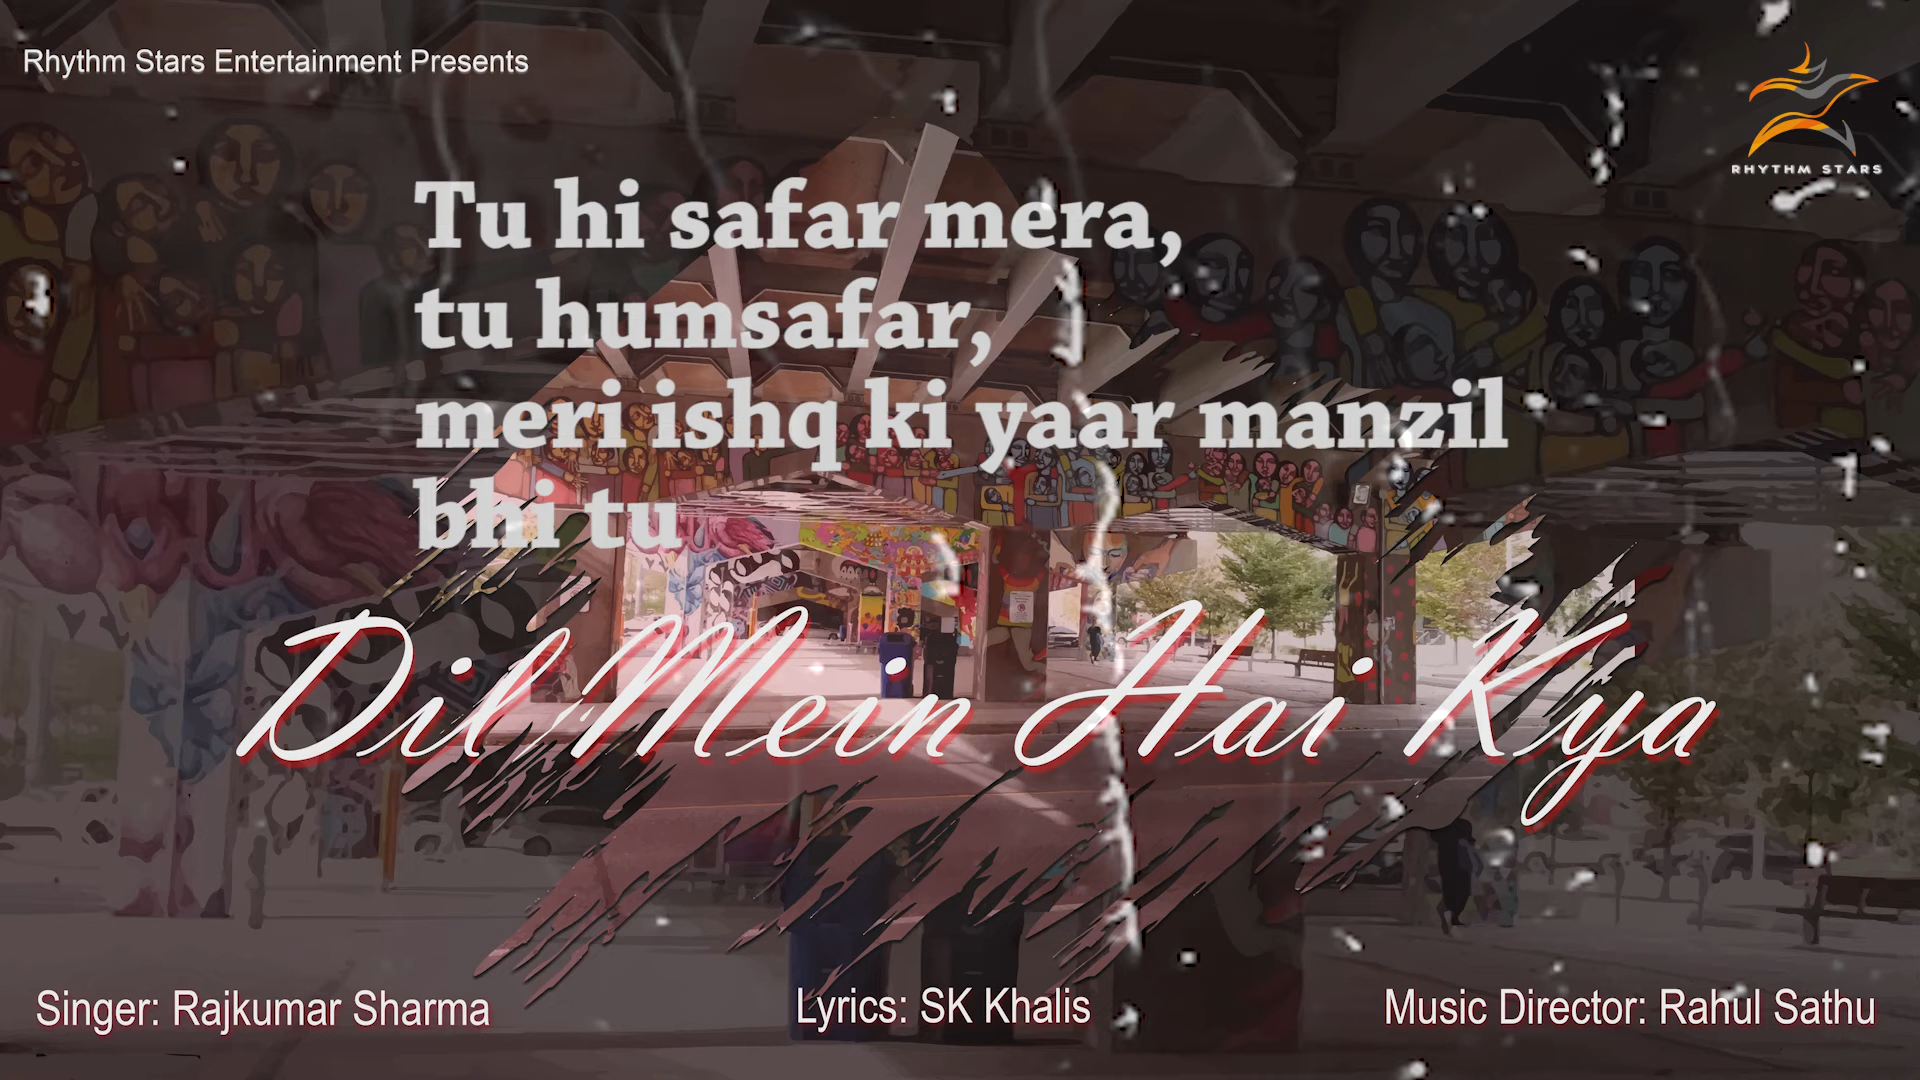 Rhythm Stars Entertainment Presents
RHYTHM STARS
Tu hi safar mera,
tu humsafar,
meri ishq ki yaar manzil
bhi tu
Dil Mein Hai Kya
Singer: Rajkumar Sharma
Lyrics: SK Khalis
Music Director: Rahul Sathu